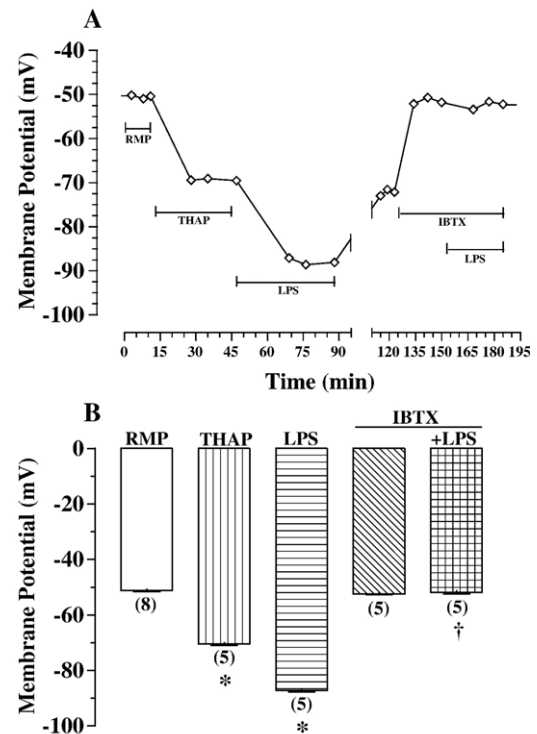 A
Membrane Potential (mV)
-40
-50
-60
-70
-80
-90
-100
RMP
THAP
LPS
IBTX
LPS
0 15 30 45 60 75 90 120 135 150 165 180 195
Time (min)
B
Membrane Potential (mV)
IBTX
RMP THAP LPS +LPS
0
-20
-40
-60
-80
-100
(8)
(5)
*
(5)
*
(5)
(5)
†